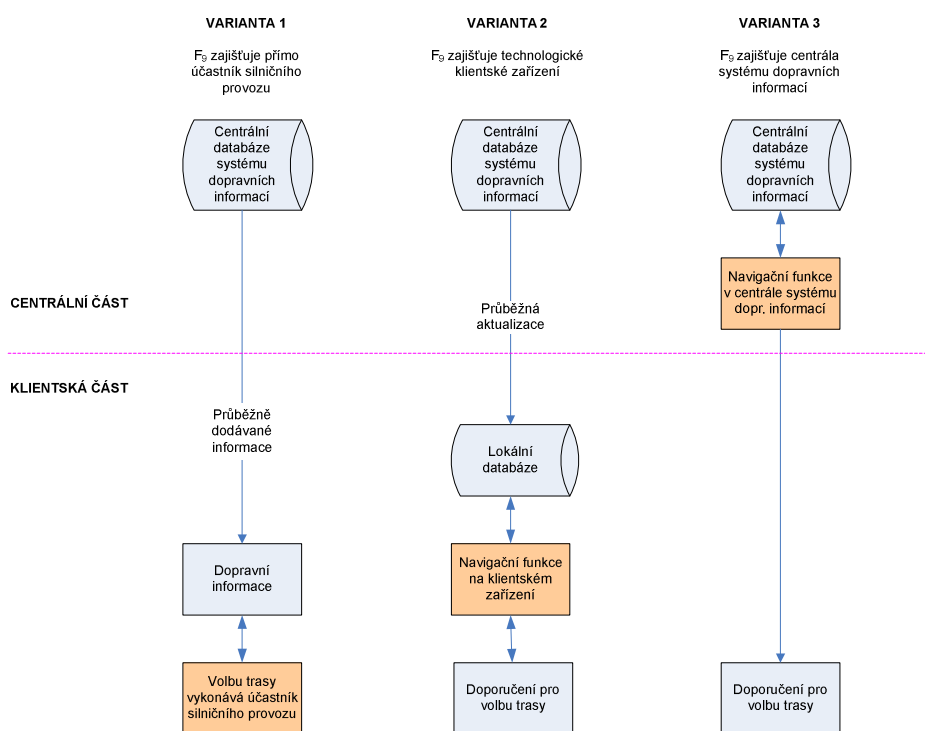 VARIANTA 1
F₉ zajišťuje přímo
účastník silničního
provozu
Centrální
databáze
systému
dopravních
informací
Průběžně
dodávané
informace
Dopravní
informace
Volbu trasy
vykonává účastník
silničního provozu
VARIANTA 2
F₉ zajišťuje technologické
klientské zařízení
Centrální
databáze
systému
dopravních
informací
Průběžná
aktualizace
Lokální
databáze
Navigační funkce
na klientském
zařízení
Doporučení pro
volbu trasy
VARIANTA 3
F₉ zajišťuje centrála
systému dopravních
informací
Centrální
databáze
systému
dopravních
informací
Navigační funkce
v centrále systému
dopr. informací
Doporučení pro
volbu trasy
CENTRÁLNÍ ČÁST
KLIENTSKÁ ČÁST